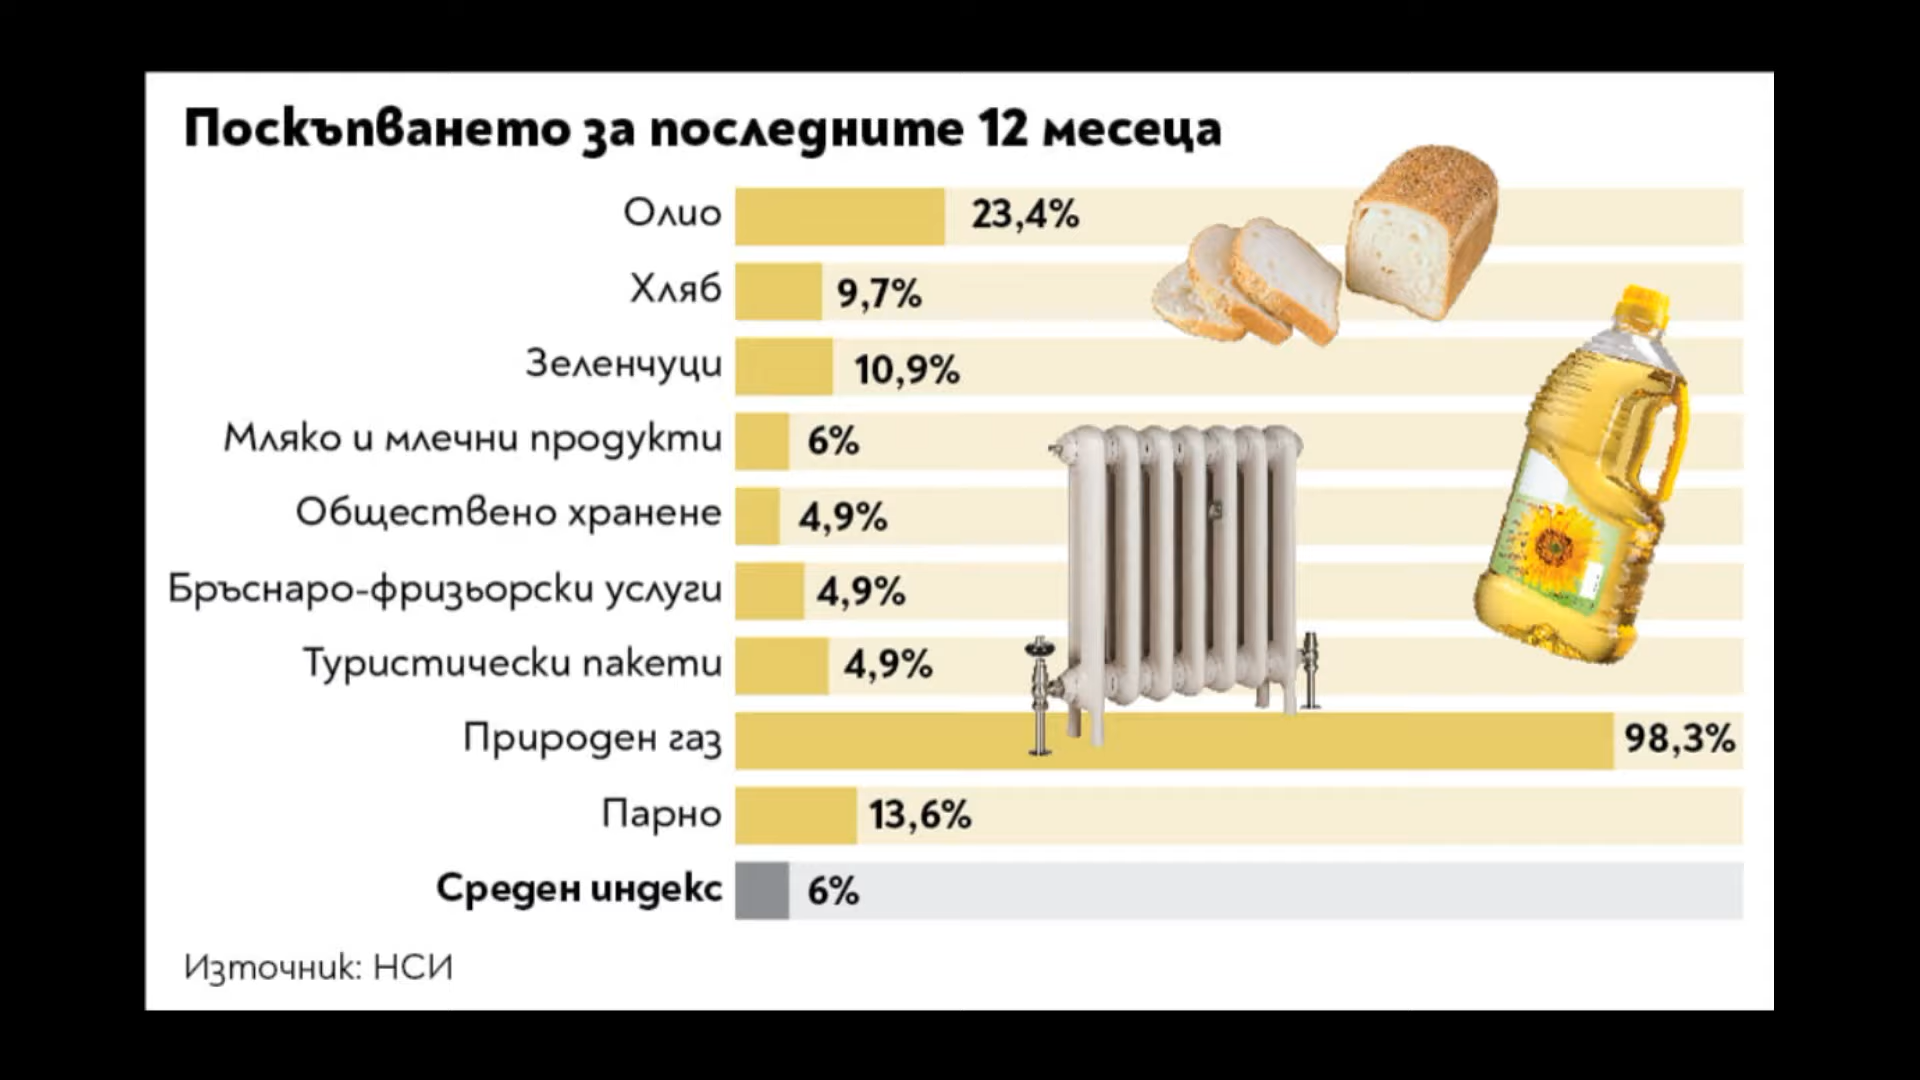 Поскъпването за последните 12 месеца
Олио 23,4%
Хляб 9,7%
Зеленчуци 10,9%
Мляко и млечни продукти 6%
Обществено хранене 4,9%
Бръснаро-фризьорски услуги 4,9%
Туристически пакети 4,9%
Природен газ 98,3%
Парно 13,6%
Среден индекс 6%
Източник: НСИ